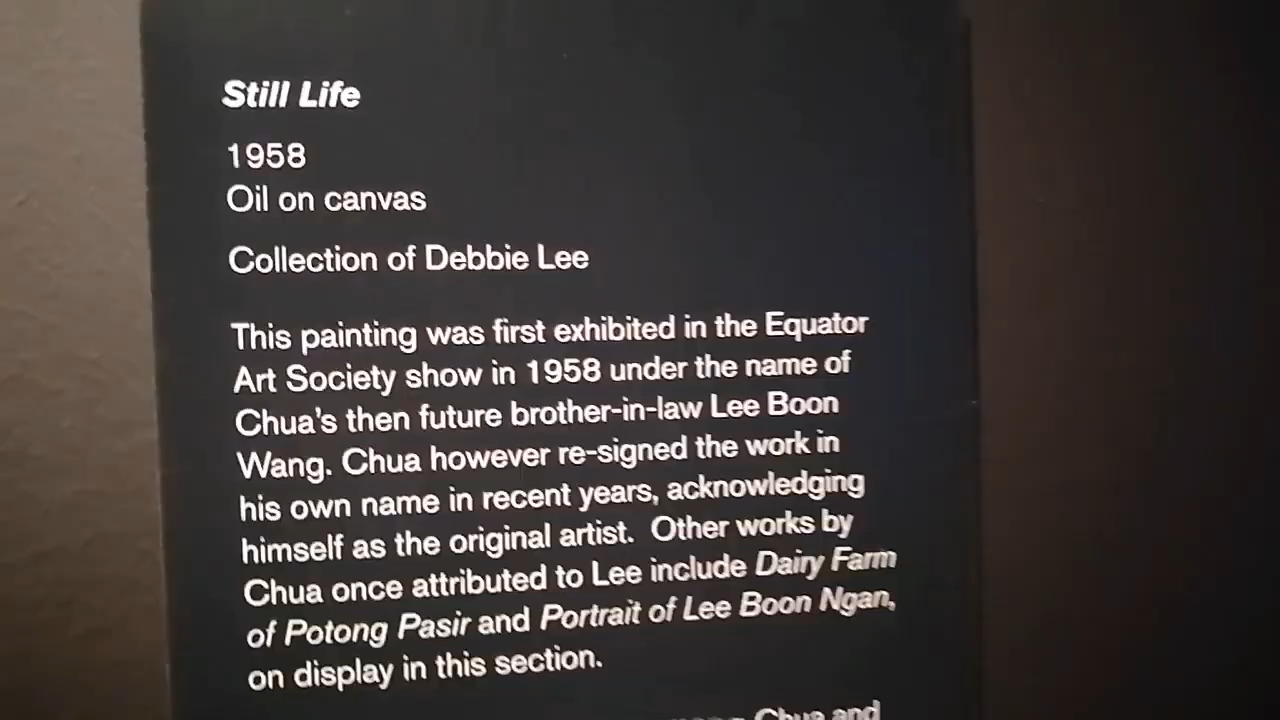 Still Life
1958
Oil on canvas
Collection of Debbie Lee
This painting was first exhibited in the Equator
Art Society show in 1958 under the name of
Chua's then future brother-in-law Lee Boon
Wang. Chua however re-signed the work in
his own name in recent years, acknowledging
himself as the original artist. Other works by
Chua once attributed to Lee include Dairy Farm
of Potong Pasir and Portrait of Lee Boon Ngan,
on display in this section.
Chua and